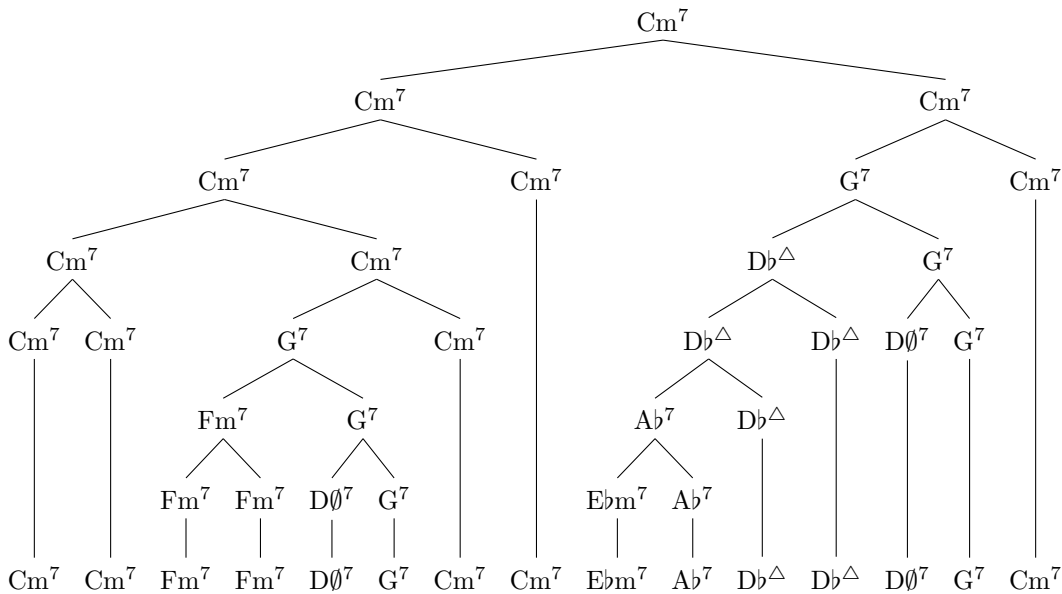 Cm⁷
Cm⁷ Cm⁷
Cm⁷ Cm⁷ G⁷ Cm⁷
Cm⁷ Cm⁷ D♭△ G⁷
Cm⁷ Cm⁷ G⁷ Cm⁷ D♭△ D♭△ D∅⁷ G⁷
Fm⁷ G⁷ A♭⁷ D♭△
Fm⁷ Fm⁷ D∅⁷ G⁷ E♭m⁷ A♭⁷
Cm⁷ Cm⁷ Fm⁷ Fm⁷ D∅⁷ G⁷ Cm⁷ Cm⁷ E♭m⁷ A♭⁷ D♭△ D♭△ D∅⁷ G⁷ Cm⁷